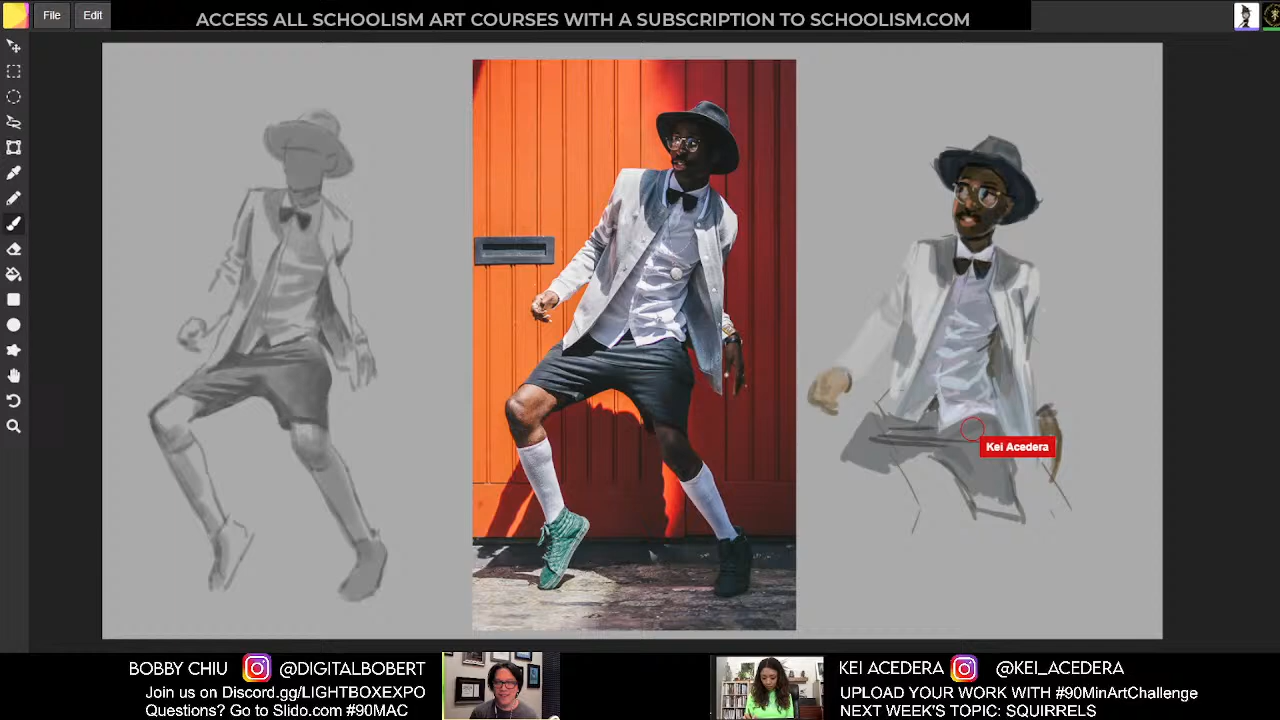 ACCESS ALL SCHOOLISM ART COURSES WITH A SUBSCRIPTION TO SCHOOLISM.COM
File Edit
Kei Acedera
BOBBY CHIU @DIGITALBOBERT
Join us on Discord.gg/LIGHTBOXEXPO
Questions? Go to Slido.com #90MAC
KEI ACEDERA @KEI_ACEDERA
UPLOAD YOUR WORK WITH #90MinArtChallenge
NEXT WEEK'S TOPIC: SQUIRRELS